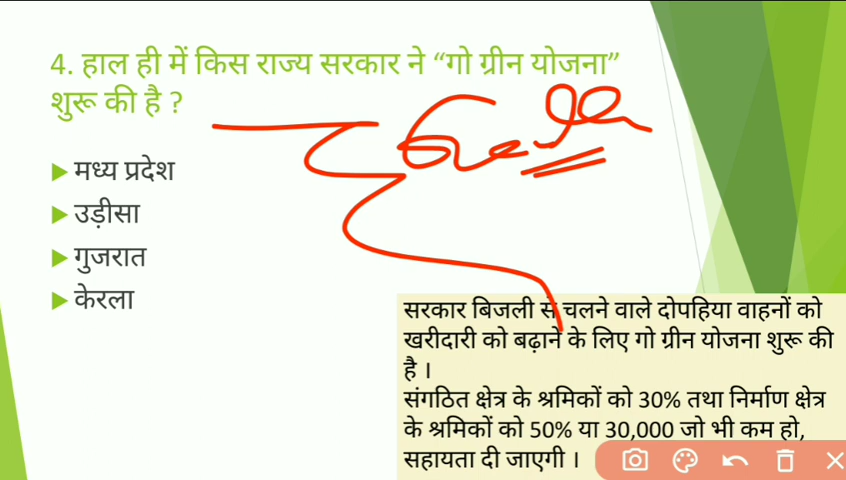 4. हाल ही में किस राज्य सरकार ने “गो ग्रीन योजना”
शुरू की है ?
मध्य प्रदेश
उड़ीसा
गुजरात
केरला
सरकार बिजली से चलने वाले दोपहिया वाहनों को
खरीदारी को बढ़ाने के लिए गो ग्रीन योजना शुरू की
है ।
संगठित क्षेत्र के श्रमिकों को 30% तथा निर्माण क्षेत्र
के श्रमिकों को 50% या 30,000 जो भी कम हो,
सहायता दी जाएगी ।